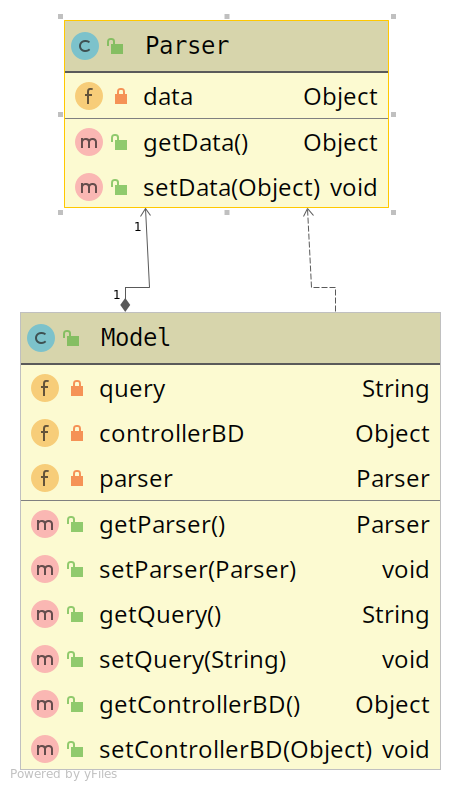 C Parser
f data Object
m getData() Object
m setData(Object) void
1
1
C Model
f query String
f controllerBD Object
f parser Parser
m getParser() Parser
m setParser(Parser) void
m getQuery() String
m setQuery(String) void
m getControllerBD() Object
m setControllerBD(Object) void
Powered by yFiles